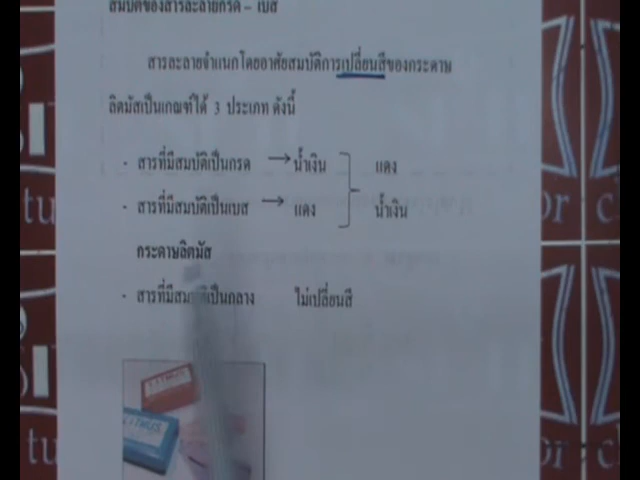 สมบัติของสารละลายกรด – เบส
สารละลายจำแนกโดยอาศัยสมบัติการเปลี่ยนสีของกระดาษ
ลิตมัสเป็นเกณฑ์ได้ 3 ประเภท ดังนี้
- สารที่มีสมบัติเป็นกรด → น้ำเงิน แดง
- สารที่มีสมบัติเป็นเบส → แดง น้ำเงิน
กระดาษลิตมัส
- สารที่มีสมบัติเป็นกลาง ไม่เปลี่ยนสี
LITMUS
LITMUS